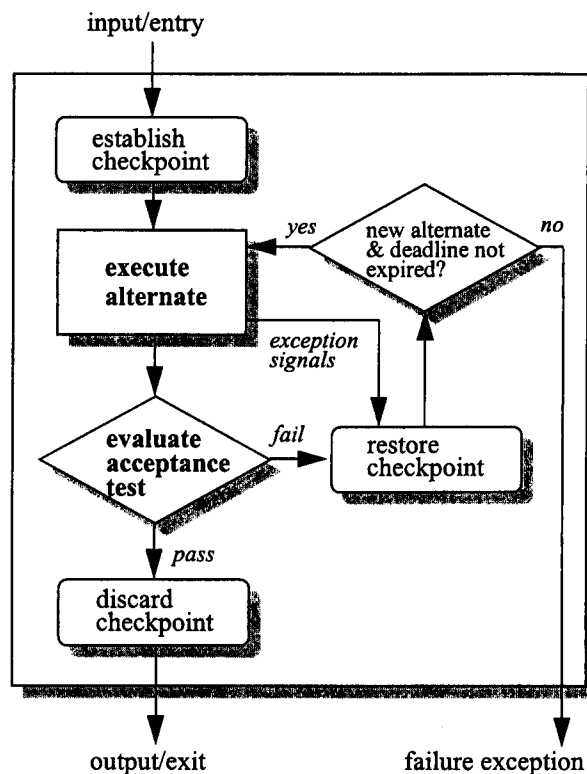 input/entry
establish
checkpoint
yes
new alternate
& deadline not
expired?
no
execute
alternate
exception
signals
evaluate
acceptance
test
fail
restore
checkpoint
pass
discard
checkpoint
output/exit
failure exception